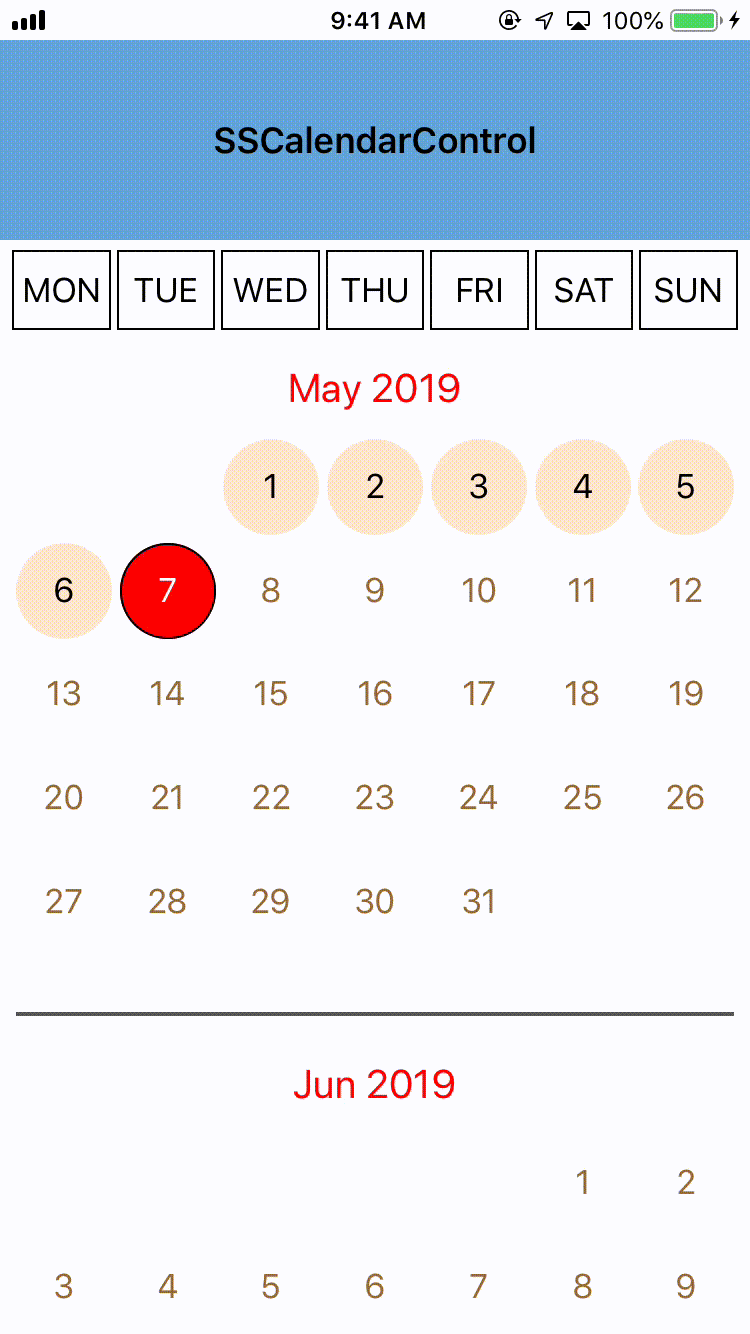 9:41 AM 100%
SSCalendarControl
MON TUE WED THU FRI SAT SUN
May 2019
1 2 3 4 5
6 7 8 9 10 11 12
13 14 15 16 17 18 19
20 21 22 23 24 25 26
27 28 29 30 31
Jun 2019
1 2
3 4 5 6 7 8 9